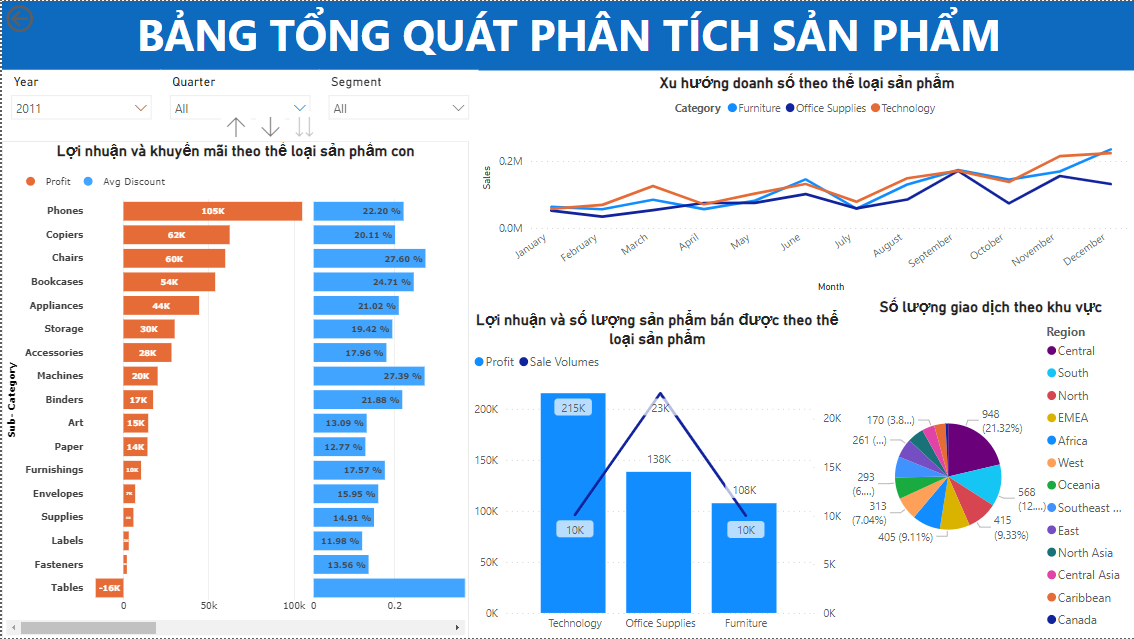 BẢNG TỔNG QUÁT PHÂN TÍCH SẢN PHẨM
Year
Quarter
Segment
2011
All
All
Lợi nhuận và khuyến mãi theo thể loại sản phẩm con
Profit
Avg Discount
Sub- Category
Phones 105K 22.20 %
Copiers 62K 20.11 %
Chairs 60K 27.60 %
Bookcases 54K 24.71 %
Appliances 44K 21.02 %
Storage 30K 19.42 %
Accessories 28K 17.96 %
Machines 20K 27.39 %
Binders 17K 21.88 %
Art 15K 13.09 %
Paper 14K 12.77 %
Furnishings 10K 17.57 %
Envelopes 15.95 %
Supplies 14.91 %
Labels 11.98 %
Fasteners 13.56 %
Tables -16K
0 50k 100k 0 0.2
Xu hướng doanh số theo thể loại sản phẩm
Category Furniture Office Supplies Technology
Sales
0.2M
0.0M
January February March April May June July August September October November December
Month
Lợi nhuận và số lượng sản phẩm bán được theo thể
loại sản phẩm
Profit Sale Volumes
200K
150K
100K
50K
0K
215K
23K
138K
108K
10K
10K
20K
15K
10K
5K
0K
Technology Office Supplies Furniture
Số lượng giao dịch theo khu vực
948
(21.32%)
568
(12....)
415
(9.33%)
405 (9.11%)
313
(7.04%)
293
(6....)
261 (...)
170 (3.8...)
Region
Central
South
North
EMEA
Africa
West
Oceania
Southeast ...
East
North Asia
Central Asia
Caribbean
Canada